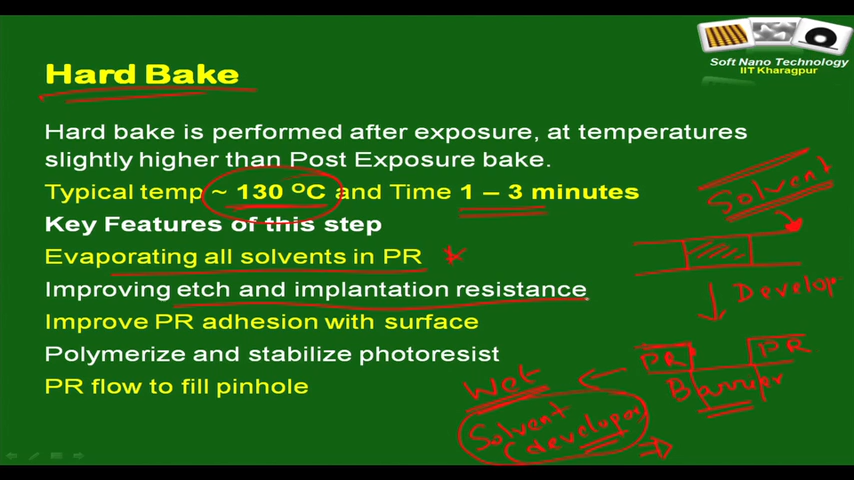 Soft Nano Technology
IIT Kharagpur
Hard Bake
Hard bake is performed after exposure, at temperatures
slightly higher than Post Exposure bake.
Typical temp ~ 130 ºC and Time 1 – 3 minutes
Key Features of this step
Evaporating all solvents in PR
Improving etch and implantation resistance
Improve PR adhesion with surface
Polymerize and stabilize photoresist
PR flow to fill pinhole
Solvent
Develop
PR PR
Barrier
Wet
Solvent
(developer)